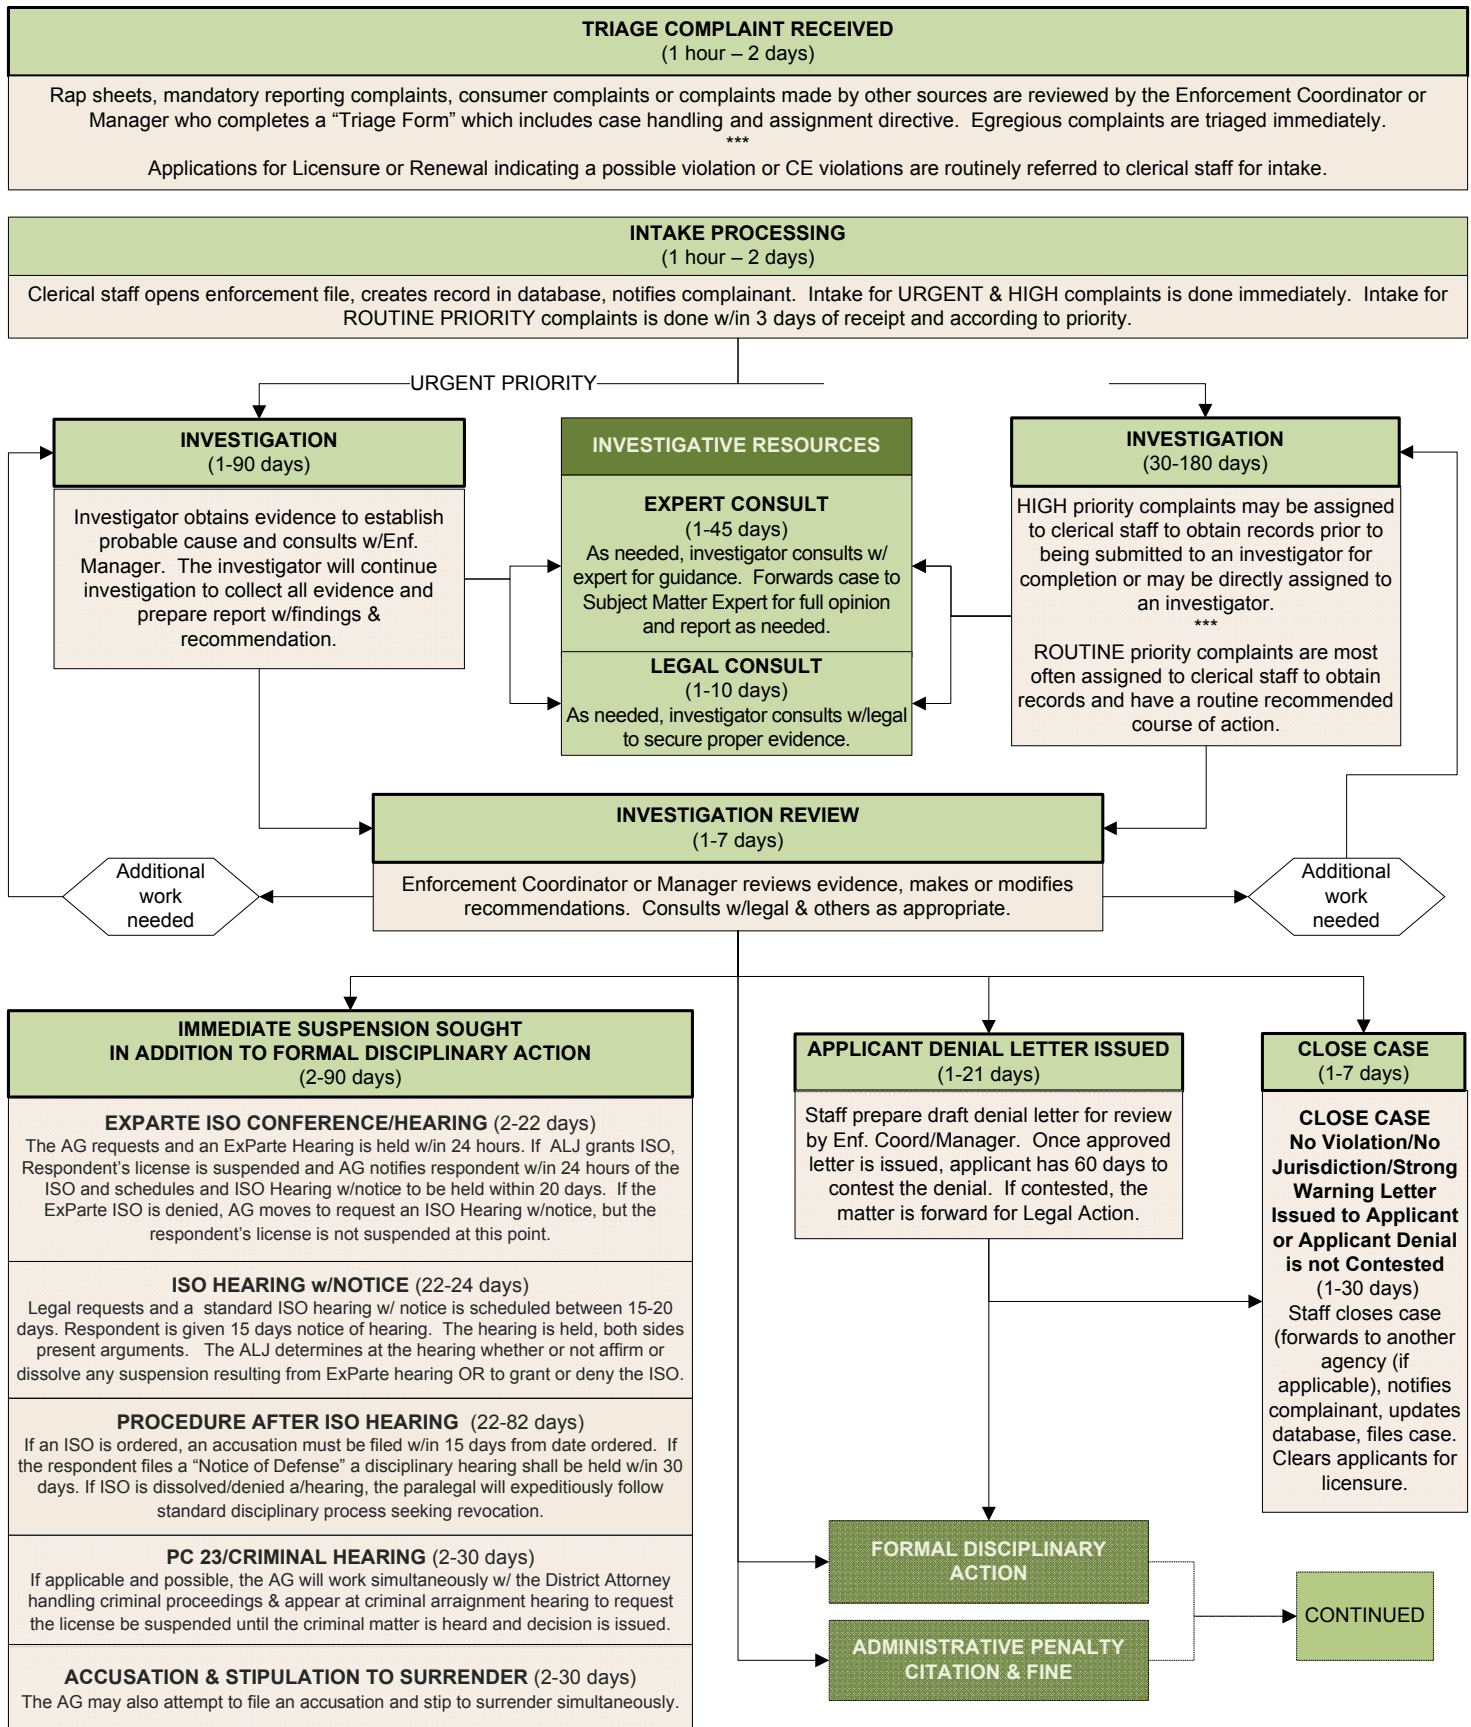 TRIAGE COMPLAINT RECEIVED
(1 hour – 2 days)
Rap sheets, mandatory reporting complaints, consumer complaints or complaints made by other sources are reviewed by the Enforcement Coordinator or
Manager who completes a “Triage Form” which includes case handling and assignment directive. Egregious complaints are triaged immediately.
***
Applications for Licensure or Renewal indicating a possible violation or CE violations are routinely referred to clerical staff for intake.
INTAKE PROCESSING
(1 hour – 2 days)
Clerical staff opens enforcement file, creates record in database, notifies complainant. Intake for URGENT & HIGH complaints is done immediately. Intake for
ROUTINE PRIORITY complaints is done w/in 3 days of receipt and according to priority.
URGENT PRIORITY
INVESTIGATION
(1-90 days)
Investigator obtains evidence to establish
probable cause and consults w/Enf.
Manager. The investigator will continue
investigation to collect all evidence and
prepare report w/findings &
recommendation.
INVESTIGATIVE RESOURCES
EXPERT CONSULT
(1-45 days)
As needed, investigator consults w/
expert for guidance. Forwards case to
Subject Matter Expert for full opinion
and report as needed.
LEGAL CONSULT
(1-10 days)
As needed, investigator consults w/legal
to secure proper evidence.
INVESTIGATION
(30-180 days)
HIGH priority complaints may be assigned
to clerical staff to obtain records prior to
being submitted to an investigator for
completion or may be directly assigned to
an investigator.
***
ROUTINE priority complaints are most
often assigned to clerical staff to obtain
records and have a routine recommended
course of action.
INVESTIGATION REVIEW
(1-7 days)
Enforcement Coordinator or Manager reviews evidence, makes or modifies
recommendations. Consults w/legal & others as appropriate.
Additional
work
needed
Additional
work
needed
IMMEDIATE SUSPENSION SOUGHT
IN ADDITION TO FORMAL DISCIPLINARY ACTION
(2-90 days)
EXPARTE ISO CONFERENCE/HEARING (2-22 days)
The AG requests and an ExParte Hearing is held w/in 24 hours. If ALJ grants ISO,
Respondent’s license is suspended and AG notifies respondent w/in 24 hours of the
ISO and schedules and ISO Hearing w/notice to be held within 20 days. If the
ExParte ISO is denied, AG moves to request an ISO Hearing w/notice, but the
respondent’s license is not suspended at this point.
ISO HEARING w/NOTICE (22-24 days)
Legal requests and a standard ISO hearing w/ notice is scheduled between 15-20
days. Respondent is given 15 days notice of hearing. The hearing is held, both sides
present arguments. The ALJ determines at the hearing whether or not affirm or
dissolve any suspension resulting from ExParte hearing OR to grant or deny the ISO.
PROCEDURE AFTER ISO HEARING (22-82 days)
If an ISO is ordered, an accusation must be filed w/in 15 days from date ordered. If
the respondent files a “Notice of Defense” a disciplinary hearing shall be held w/in 30
days. If ISO is dissolved/denied a/hearing, the paralegal will expeditiously follow
standard disciplinary process seeking revocation.
PC 23/CRIMINAL HEARING (2-30 days)
If applicable and possible, the AG will work simultaneously w/ the District Attorney
handling criminal proceedings & appear at criminal arraignment hearing to request
the license be suspended until the criminal matter is heard and decision is issued.
ACCUSATION & STIPULATION TO SURRENDER (2-30 days)
The AG may also attempt to file an accusation and stip to surrender simultaneously.
APPLICANT DENIAL LETTER ISSUED
(1-21 days)
Staff prepare draft denial letter for review
by Enf. Coord/Manager. Once approved
letter is issued, applicant has 60 days to
contest the denial. If contested, the
matter is forward for Legal Action.
CLOSE CASE
(1-7 days)
CLOSE CASE
No Violation/No
Jurisdiction/Strong
Warning Letter
Issued to Applicant
or Applicant Denial
is not Contested
(1-30 days)
Staff closes case
(forwards to another
agency (if
applicable), notifies
complainant, updates
database, files case.
Clears applicants for
licensure.
FORMAL DISCIPLINARY
ACTION
ADMINISTRATIVE PENALTY
CITATION & FINE
CONTINUED